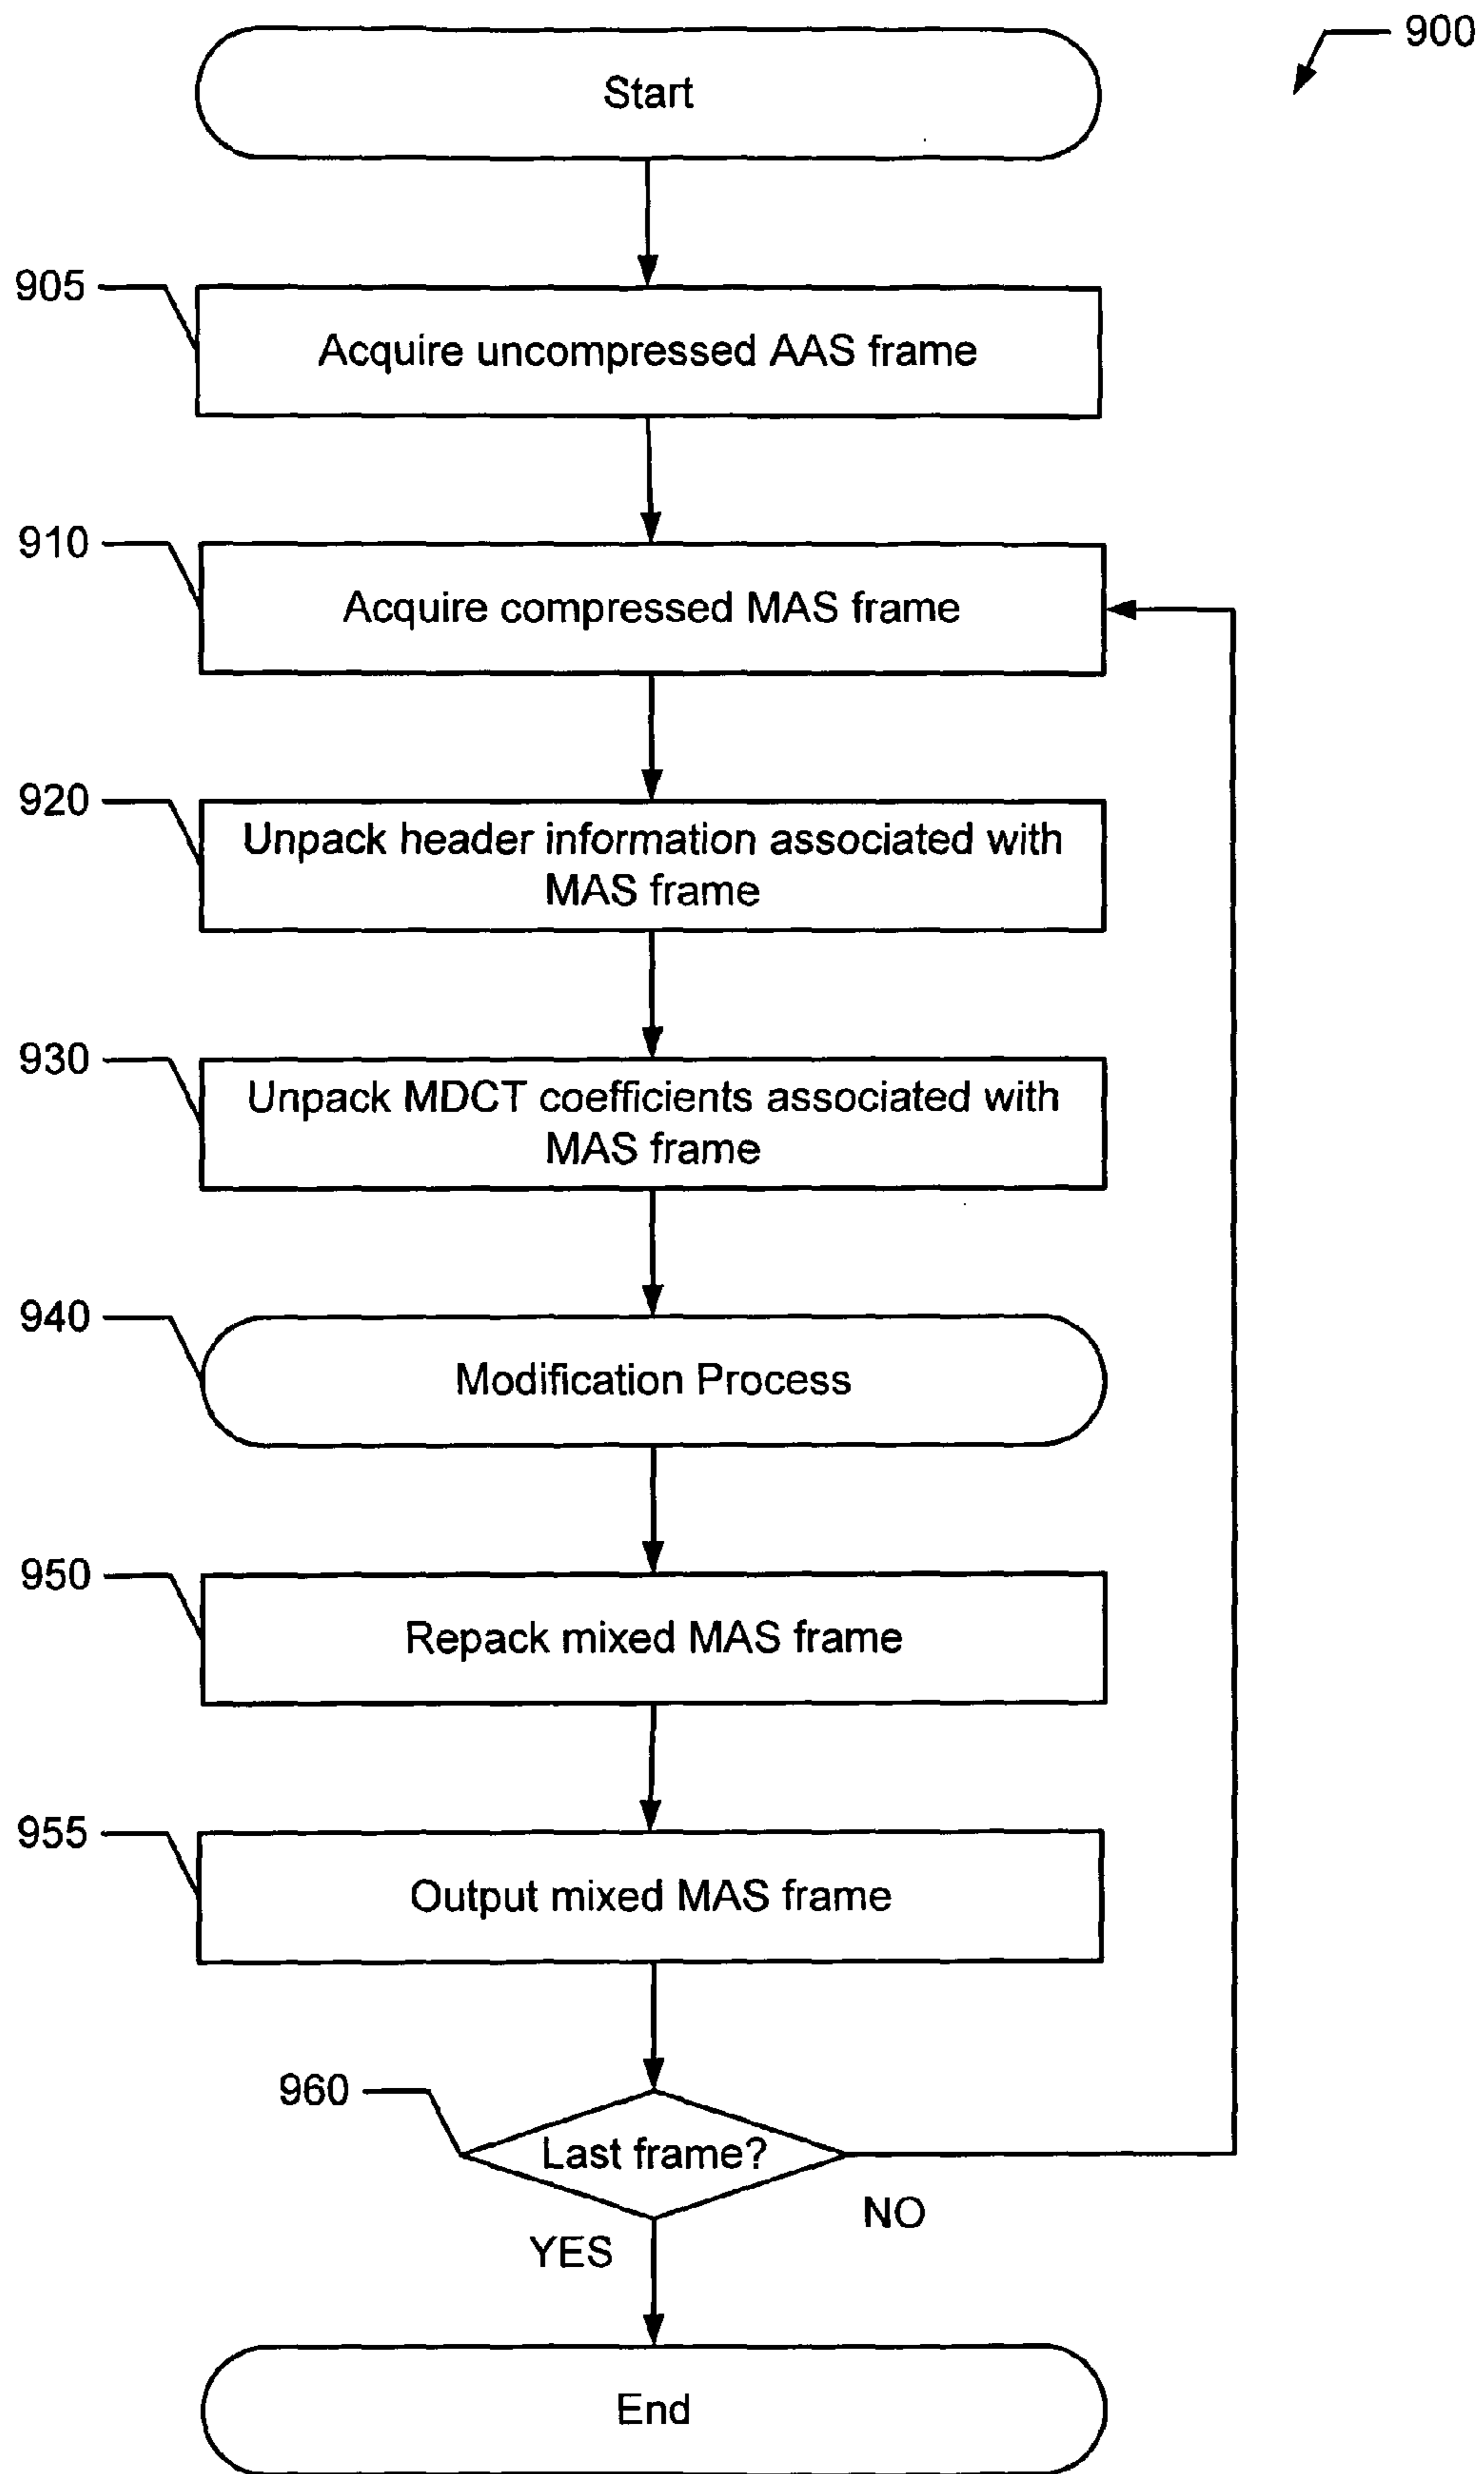 900
Start
905
Acquire uncompressed AAS frame
910
Acquire compressed MAS frame
920
Unpack header information associated with
MAS frame
930
Unpack MDCT coefficients associated with
MAS frame
940
Modification Process
950
Repack mixed MAS frame
955
Output mixed MAS frame
960
Last frame?
NO
YES
End